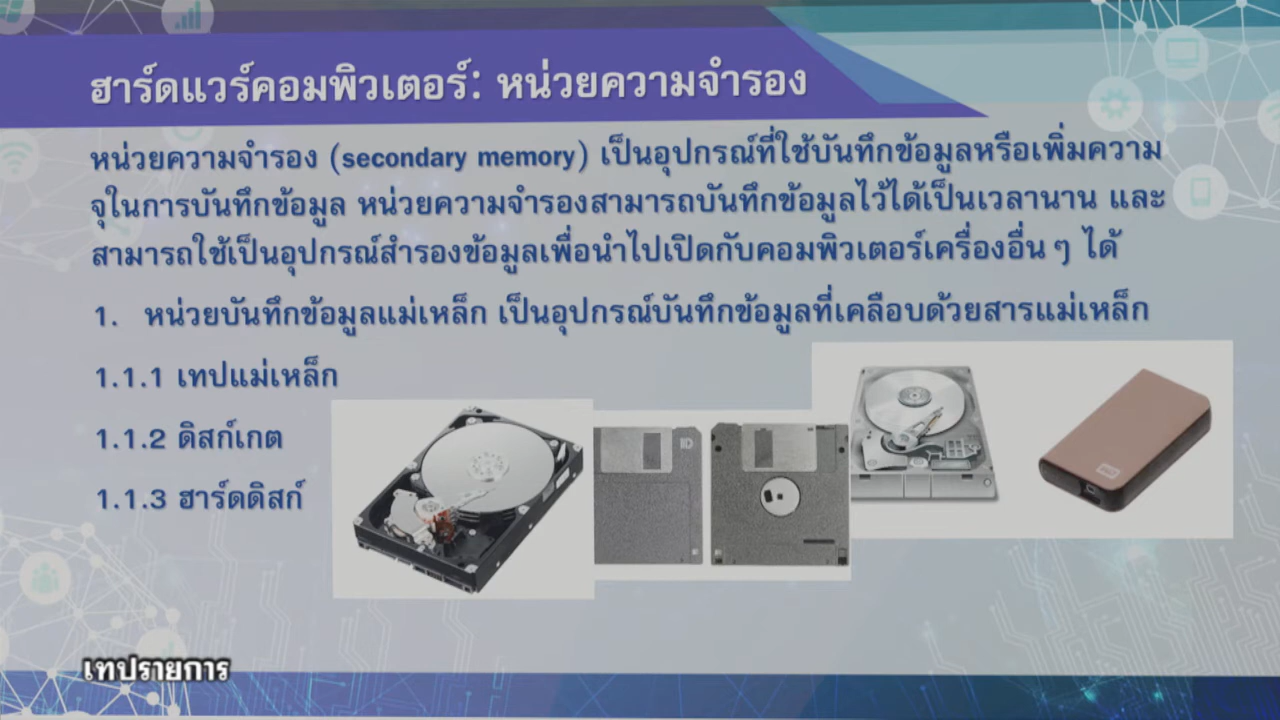 ฮาร์ดแวร์คอมพิวเตอร์: หน่วยความจำรอง
หน่วยความจำรอง (secondary memory) เป็นอุปกรณ์ที่ใช้บันทึกข้อมูลหรือเพิ่มความ
จุในการบันทึกข้อมูล หน่วยความจำรองสามารถบันทึกข้อมูลไว้ได้เป็นเวลานาน และ
สามารถใช้เป็นอุปกรณ์สำรองข้อมูลเพื่อนำไปเปิดกับคอมพิวเตอร์เครื่องอื่น ๆ ได้
1. หน่วยบันทึกข้อมูลแม่เหล็ก เป็นอุปกรณ์บันทึกข้อมูลที่เคลือบด้วยสารแม่เหล็ก
1.1.1 เทปแม่เหล็ก
1.1.2 ดิสก์เกต
1.1.3 ฮาร์ดดิสก์
เทปรายการ